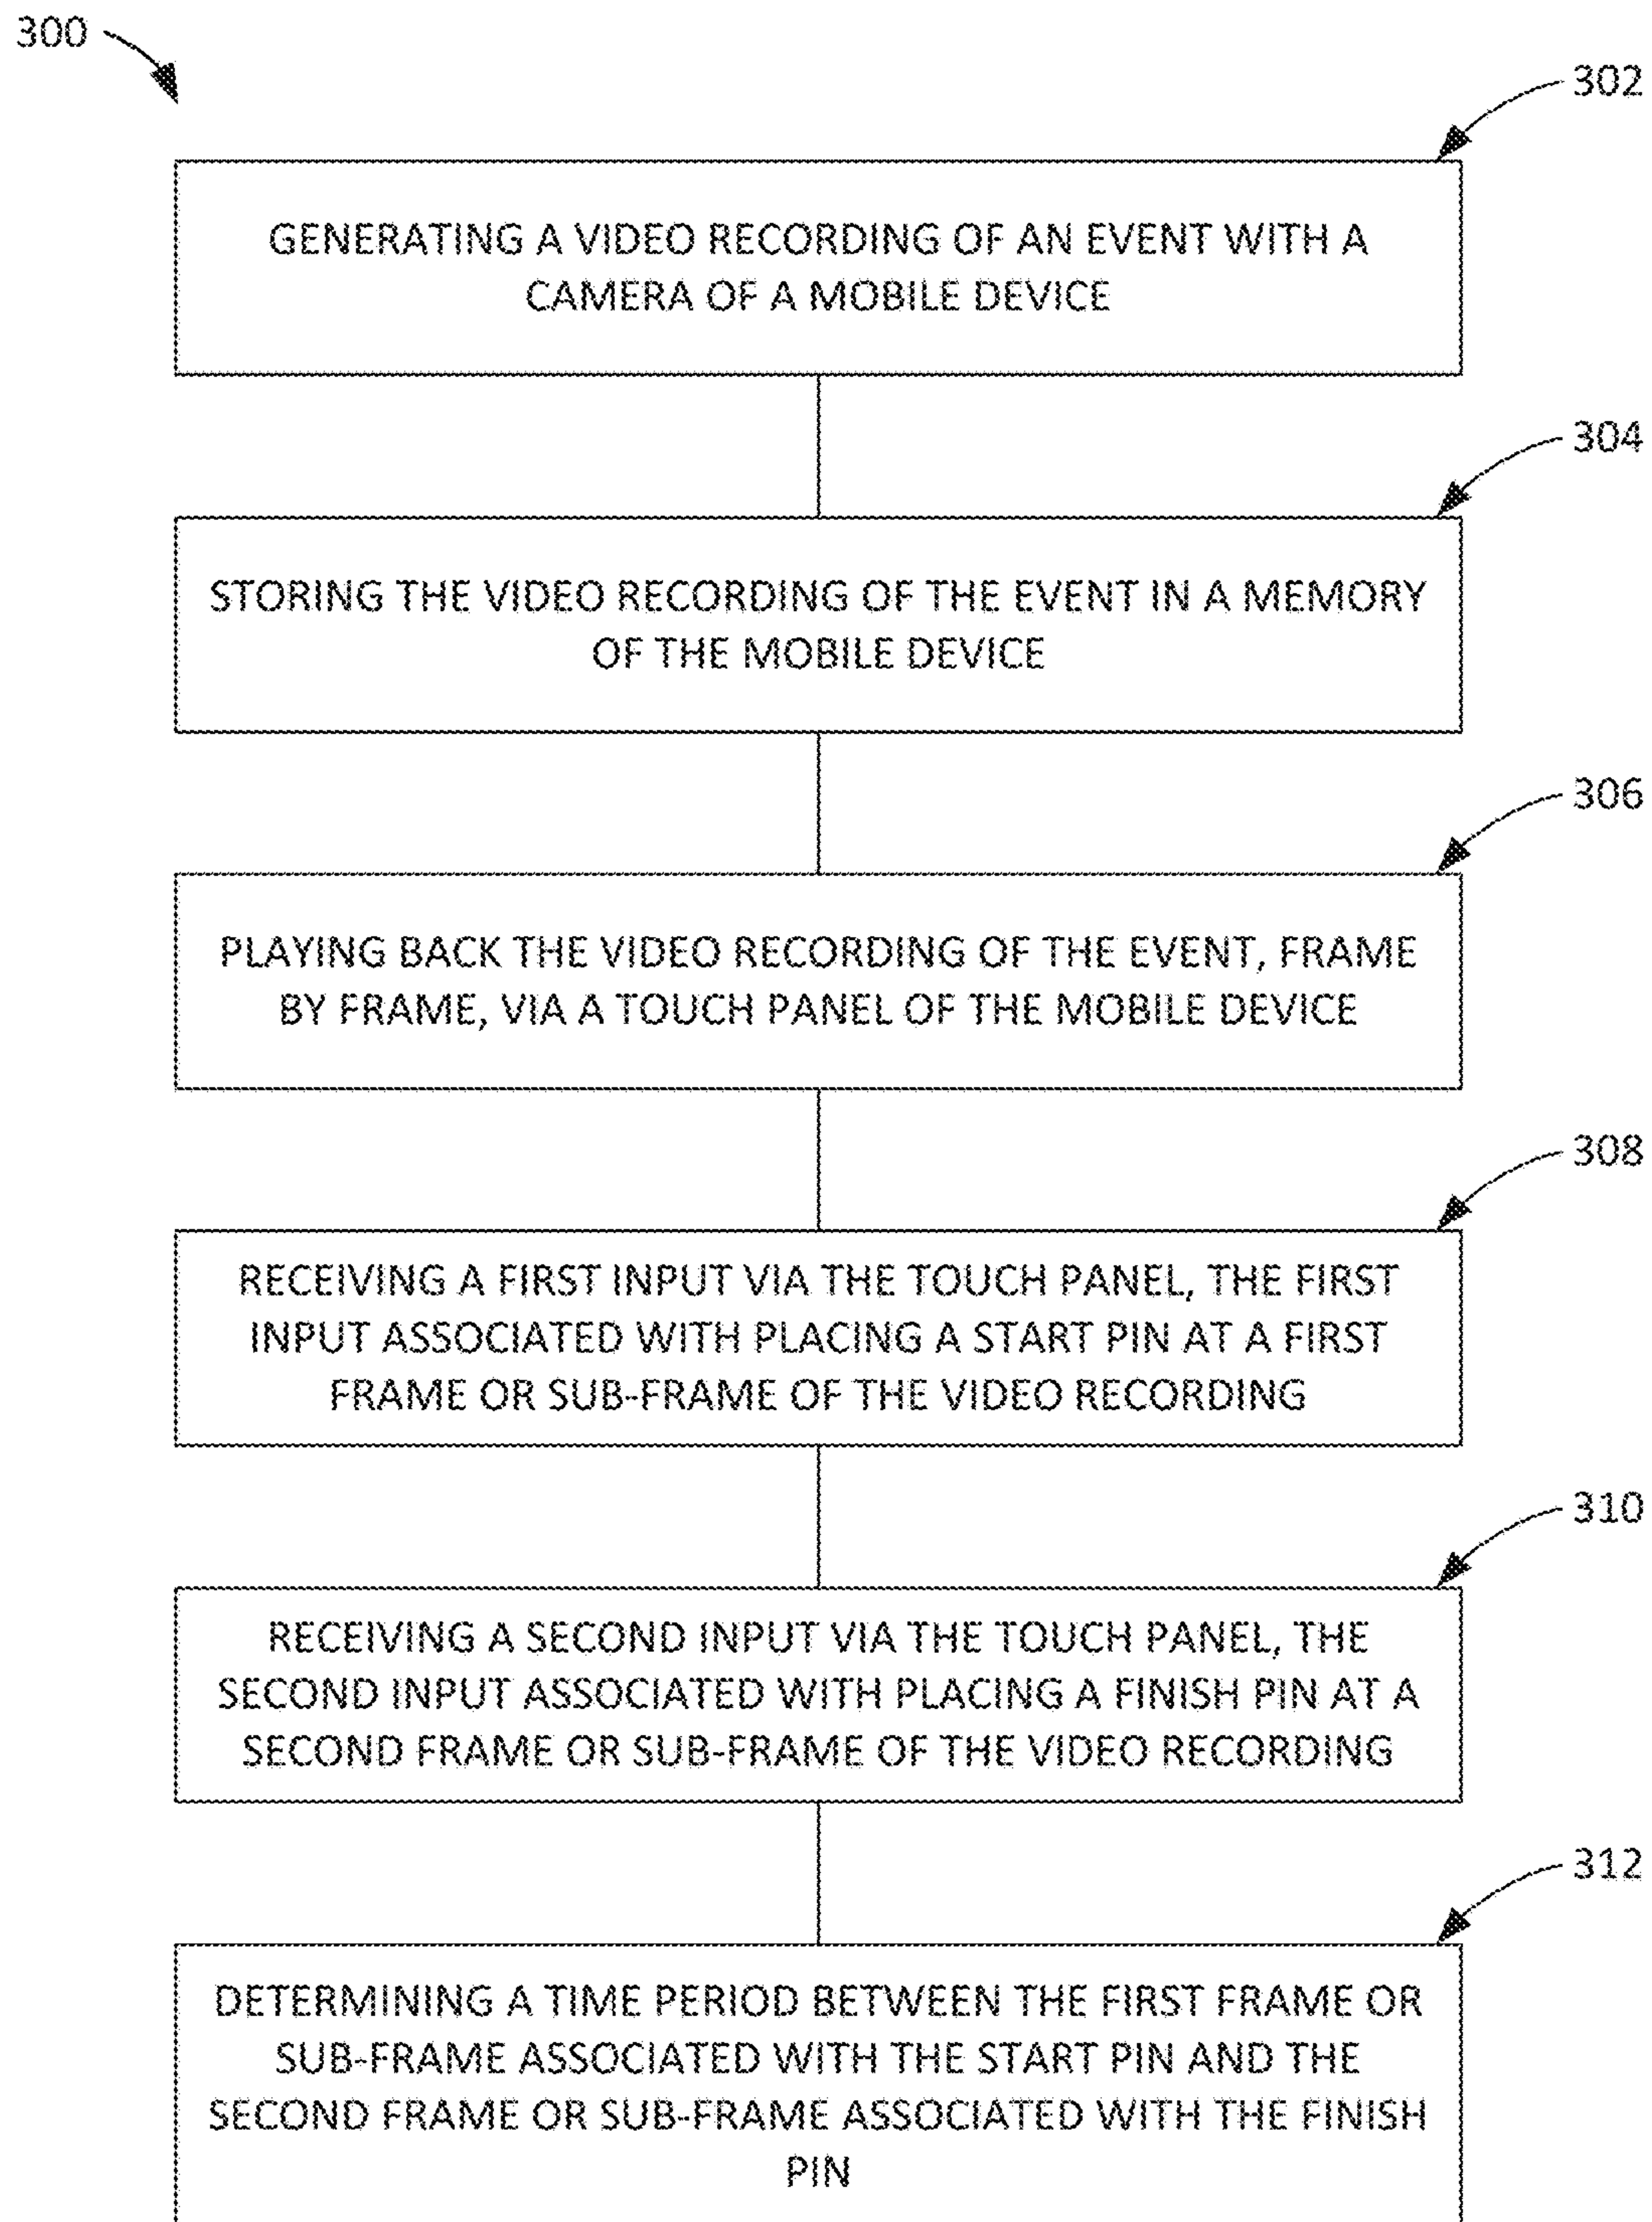 300
302
GENERATING A VIDEO RECORDING OF AN EVENT WITH A
CAMERA OF A MOBILE DEVICE
304
STORING THE VIDEO RECORDING OF THE EVENT IN A MEMORY
OF THE MOBILE DEVICE
306
PLAYING BACK THE VIDEO RECORDING OF THE EVENT, FRAME
BY FRAME, VIA A TOUCH PANEL OF THE MOBILE DEVICE
308
RECEIVING A FIRST INPUT VIA THE TOUCH PANEL, THE FIRST
INPUT ASSOCIATED WITH PLACING A START PIN AT A FIRST
FRAME OR SUB-FRAME OF THE VIDEO RECORDING
310
RECEIVING A SECOND INPUT VIA THE TOUCH PANEL, THE
SECOND INPUT ASSOCIATED WITH PLACING A FINISH PIN AT A
SECOND FRAME OR SUB-FRAME OF THE VIDEO RECORDING
312
DETERMINING A TIME PERIOD BETWEEN THE FIRST FRAME OR
SUB-FRAME ASSOCIATED WITH THE START PIN AND THE
SECOND FRAME OR SUB-FRAME ASSOCIATED WITH THE FINISH
PIN